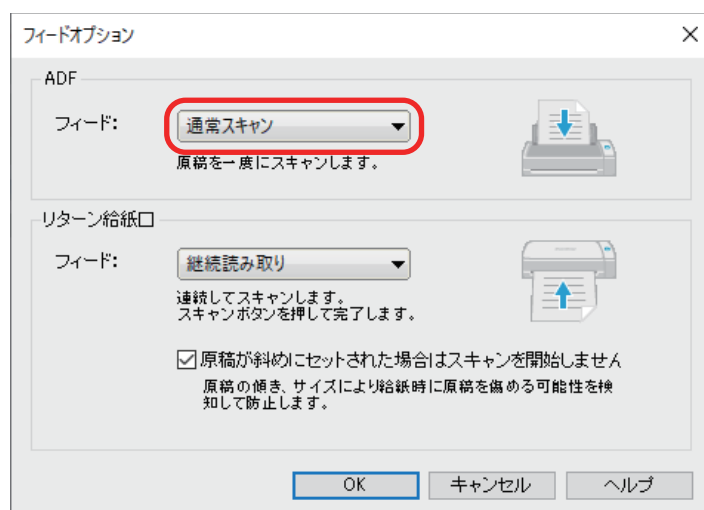 フィードオプション
ADF
フィード:
通常スキャン
原稿を一度にスキャンします。
リターン給紙口
フィード:
継続読み取り
連続してスキャンします。
スキャンボタンを押して完了します。
原稿が斜めにセットされた場合はスキャンを開始しません
原稿の傾き、サイズにより給紙時に原稿を傷める可能性を検
知して防止します。
OK
キャンセル
ヘルプ